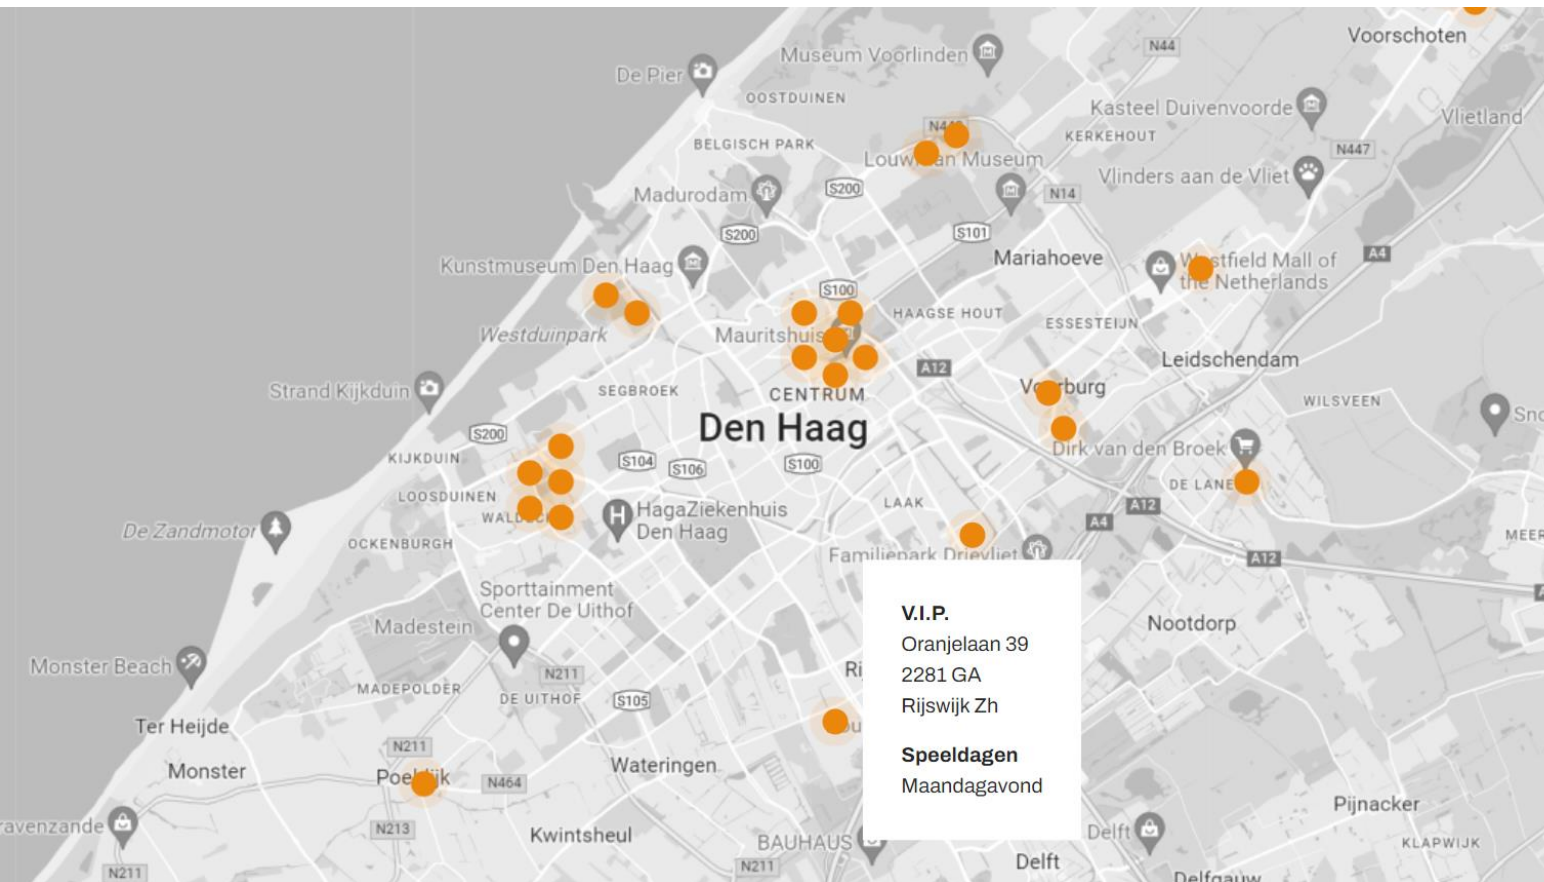 Voorschoten
Museum Voorlinden
N44
De Pier
OOSTDUINEN
Kasteel Duivenvoorde
Vlietland
KERKEHOUT
BELGISCH PARK
N447
Museum
Vlinders aan de Vliet
Madurodam
S200
N14
S200
S101
Mariahoeve
A4
Westfield Mall of
the Netherlands
Kunstmuseum Den Haag
S100
HAAGSE HOUT
ESSESTEIJN
Westduinpark
Mauritshuis
Leidschendam
A12
Strand Kijkduin
SEGBROEK
CENTRUM
Voorburg
WILSVEEN
Den Haag
S200
Dirk van den Broek
KIJKDUIN
S104
S106
S100
LOOSDUINEN
LAAK
DE LANE
HagaZiekenhuis
Den Haag
A12
A4
De Zandmotor
OCKENBURGH
Familiepark Drievliet
A12
Sporttainment
Center De Uithof
Madestein
Nootdorp
Monster Beach
N211
MADEPOLDER
DE UITHOF
S105
Ter Heijde
N211
Monster
Poeldijk
N464
Wateringen
Pijnacker
N213
Kwintsheul
BAUHAUS
Delft
KLAPWIJK
N211
N211
Delft
Delfgauw
V.I.P.
Oranjelaan 39
2281 GA
Rijswijk Zh
Speeldagen
Maandagavond